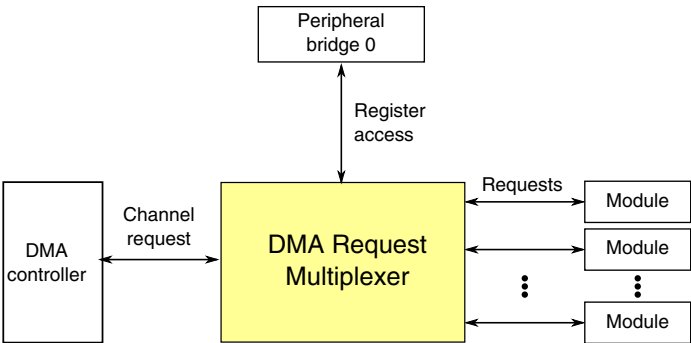 Peripheral
bridge 0
Register
access
Requests
Module
Channel
request
DMA
controller
DMA Request
Multiplexer
Module
Module